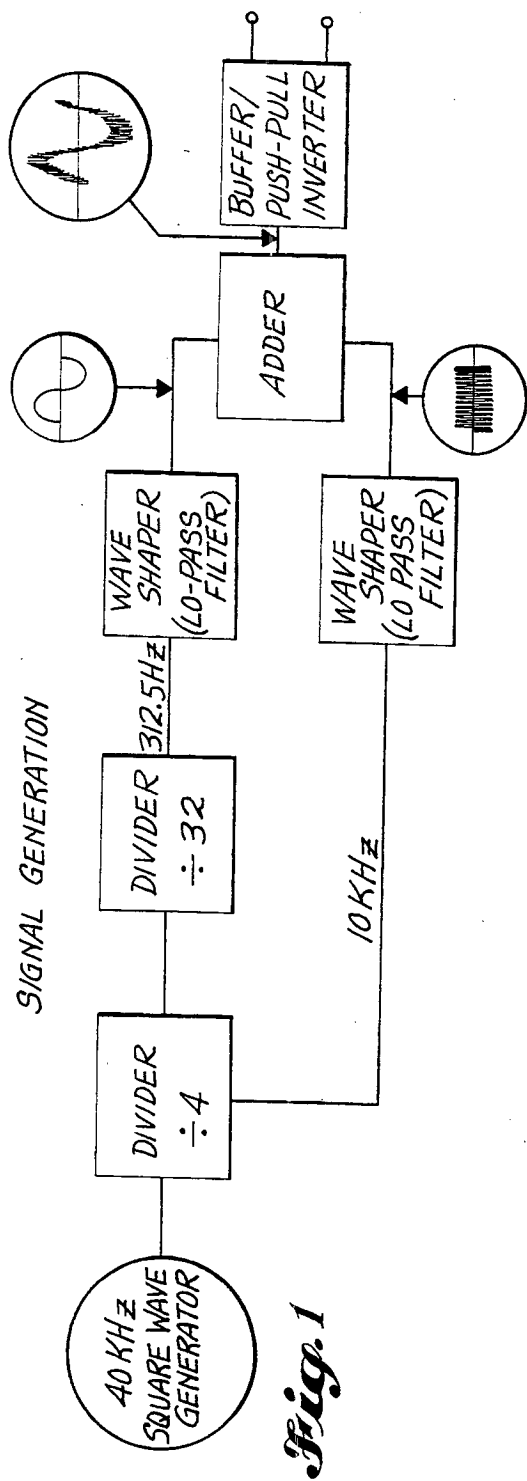 SIGNAL GENERATION
40 KHz
SQUARE WAVE
GENERATOR
DIVIDER
÷4
DIVIDER
÷32
312.5Hz
WAVE
SHAPER
(LO-PASS
FILTER)
10 KHz
WAVE
SHAPER
(LO PASS
FILTER)
ADDER
BUFFER/
PUSH-PULL
INVERTER
Fig. 1